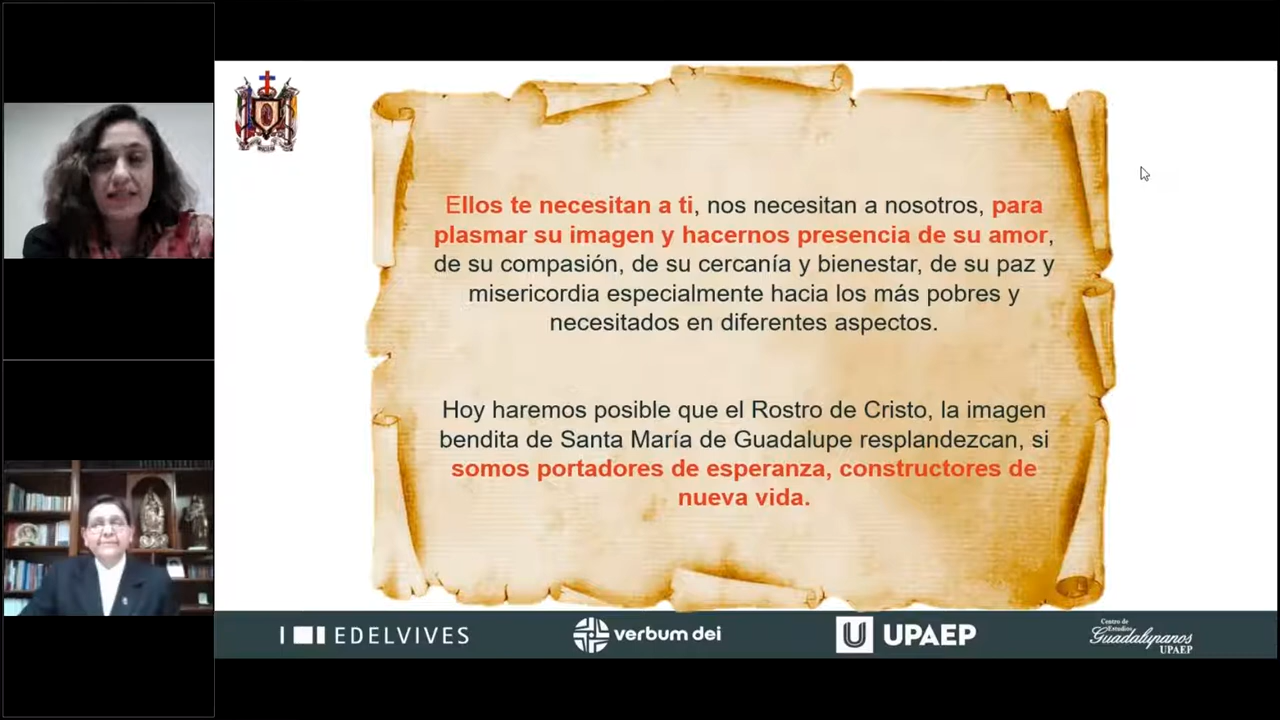 Ellos te necesitan a ti, nos necesitan a nosotros, para
plasmar su imagen y hacernos presencia de su amor,
de su compasión, de su cercanía y bienestar, de su paz y
misericordia especialmente hacia los más pobres y
necesitados en diferentes aspectos.
Hoy haremos posible que el Rostro de Cristo, la imagen
bendita de Santa María de Guadalupe resplandezcan, si
somos portadores de esperanza, constructores de
nueva vida.
EDELVIVES
verbum dei
UPAEP
Centro de
Estudios
Guadalupanos
UPAEP